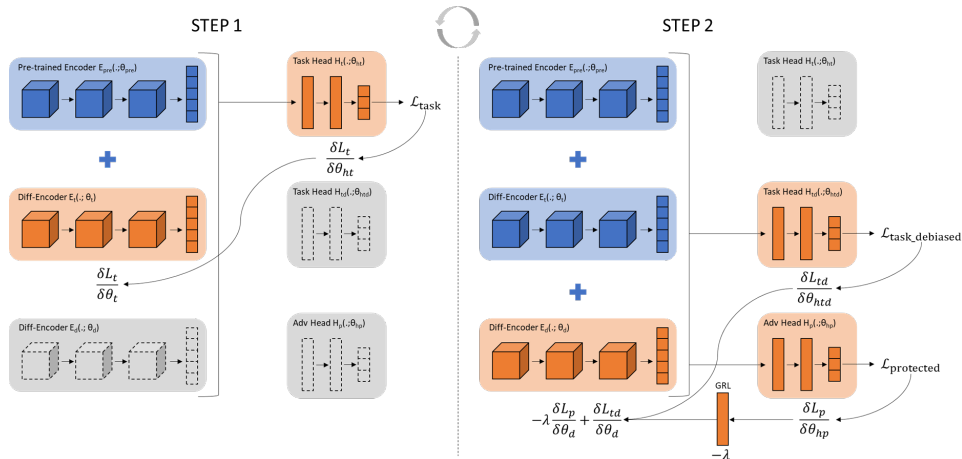 STEP 1
Pre-trained Encoder E_pre(.;θ_pre)
Task Head H_t(.;θ_ht)
ℒ_task
δL_t/δθ_ht
Diff-Encoder E_t(.; θ_t)
Task Head H_td(.;θ_htd)
δL_t/δθ_t
Diff-Encoder E_d(.; θ_d)
Adv Head H_p(.;θ_hp)
STEP 2
Pre-trained Encoder E_pre(.;θ_pre)
Task Head H_t(.;θ_ht)
Diff-Encoder E_t(.; θ_t)
Task Head H_td(.;θ_htd)
ℒ_task_debiased
δL_td/δθ_htd
Diff-Encoder E_d(.; θ_d)
Adv Head H_p(.;θ_hp)
ℒ_protected
GRL
−λ δL_p/δθ_d + δL_td/δθ_d
δL_p/δθ_hp
−λ